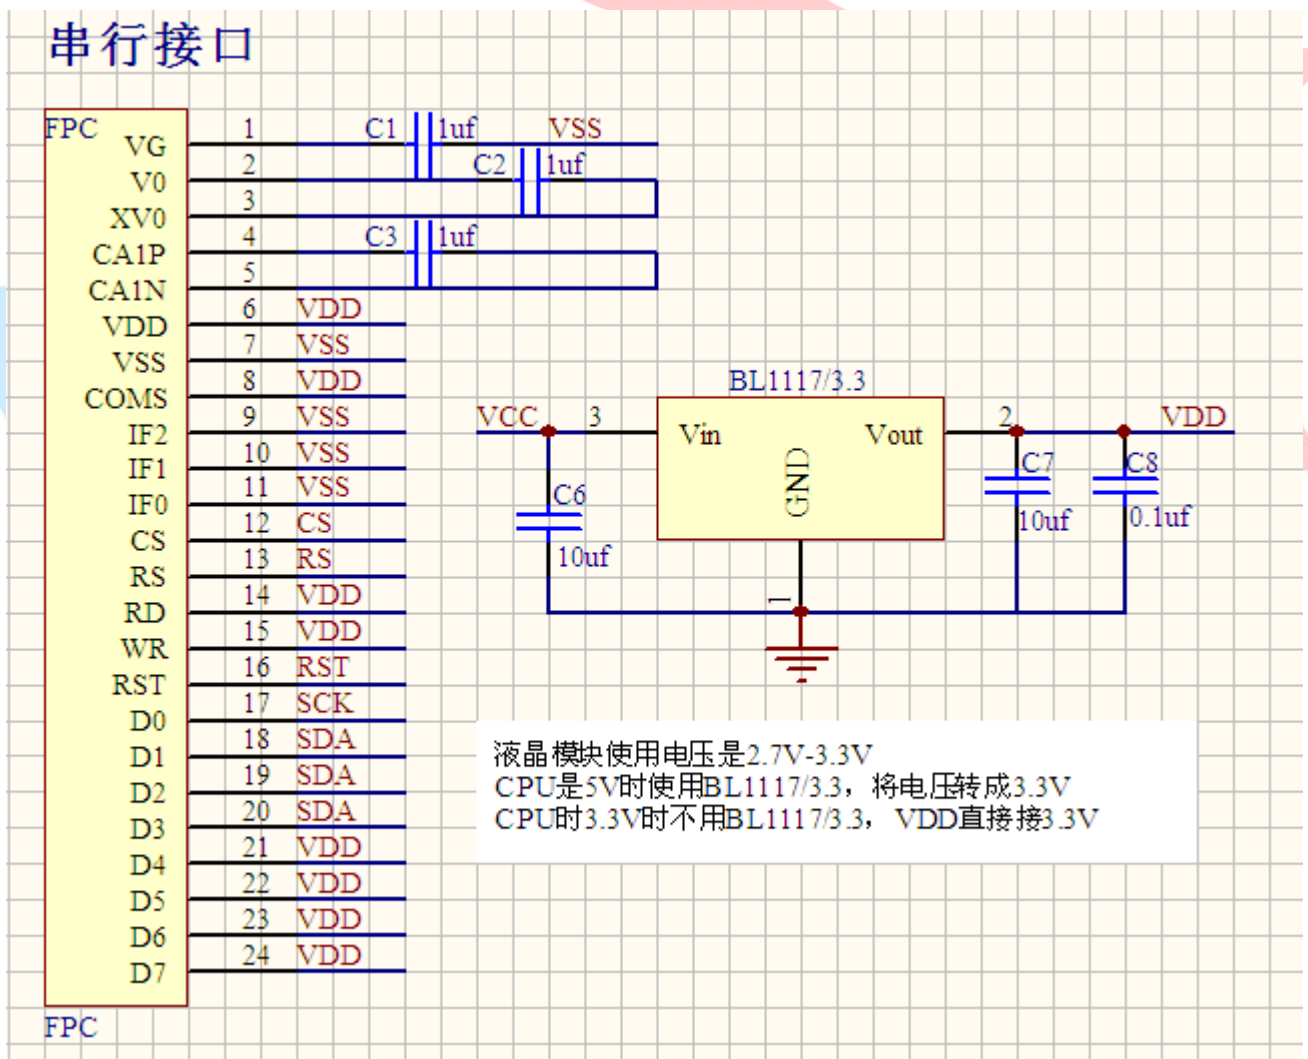 串行接口
FPC
VG 1 C1 1uf VSS
V0 2 C2 1uf
XV0 3
CA1P 4 C3 1uf
CA1N 5
VDD 6 VDD
VSS 7 VSS
COMS 8 VDD
IF2 9 VSS
IF1 10 VSS
IF0 11 VSS
CS 12 CS
RS 13 RS
RD 14 VDD
WR 15 VDD
RST 16 RST
D0 17 SCK
D1 18 SDA
D2 19 SDA
D3 20 SDA
D4 21 VDD
D5 22 VDD
D6 23 VDD
D7 24 VDD
FPC
BL1117/3.3
VCC 3 Vin Vout 2 VDD
GND
C6
10uf
C7
10uf
C8
0.1uf
1
液晶模块使用电压是2.7V-3.3V
CPU是5V时使用BL1117/3.3，将电压转成3.3V
CPU时3.3V时不用BL1117/3.3，VDD直接接3.3V